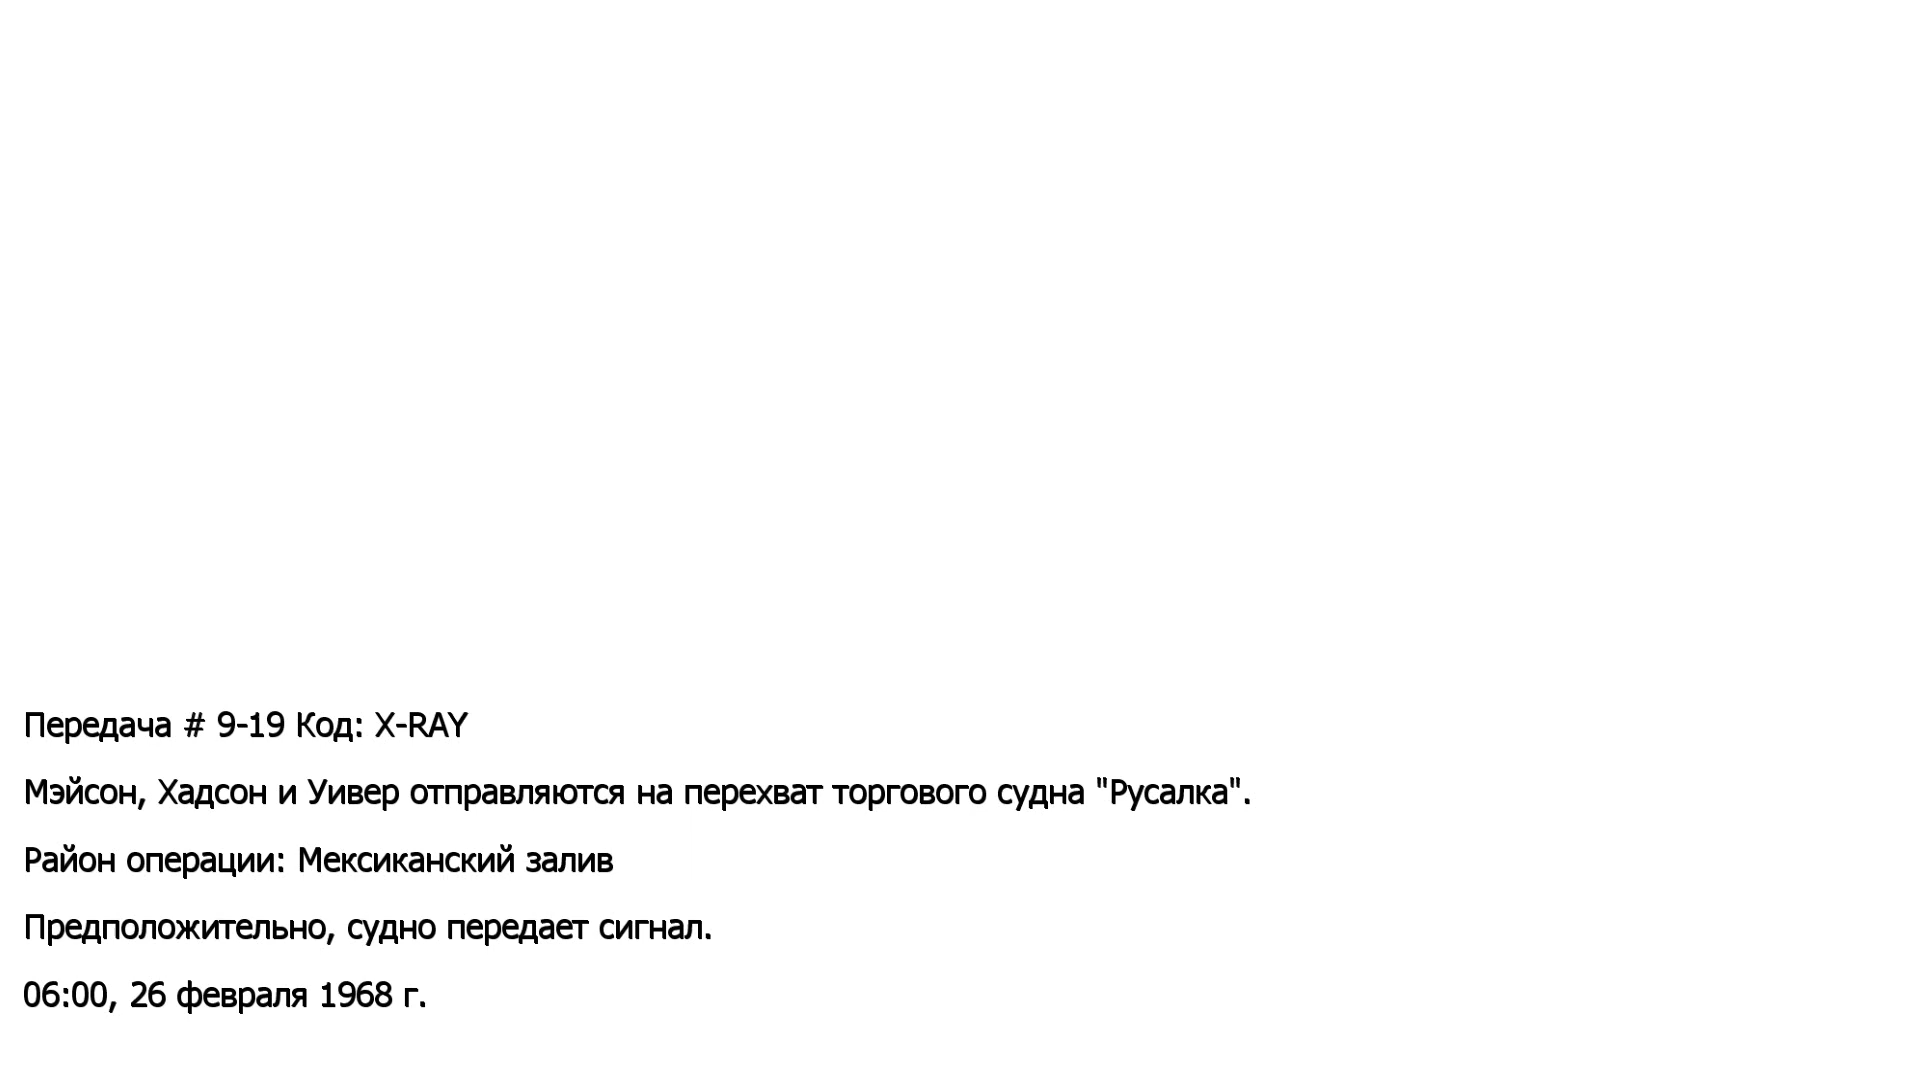 Передача # 9-19 Код: X-RAY
Мэйсон, Хадсон и Уивер отправляются на перехват торгового судна "Русалка".
Район операции: Мексиканский залив
Предположительно, судно передает сигнал.
06:00, 26 февраля 1968 г.